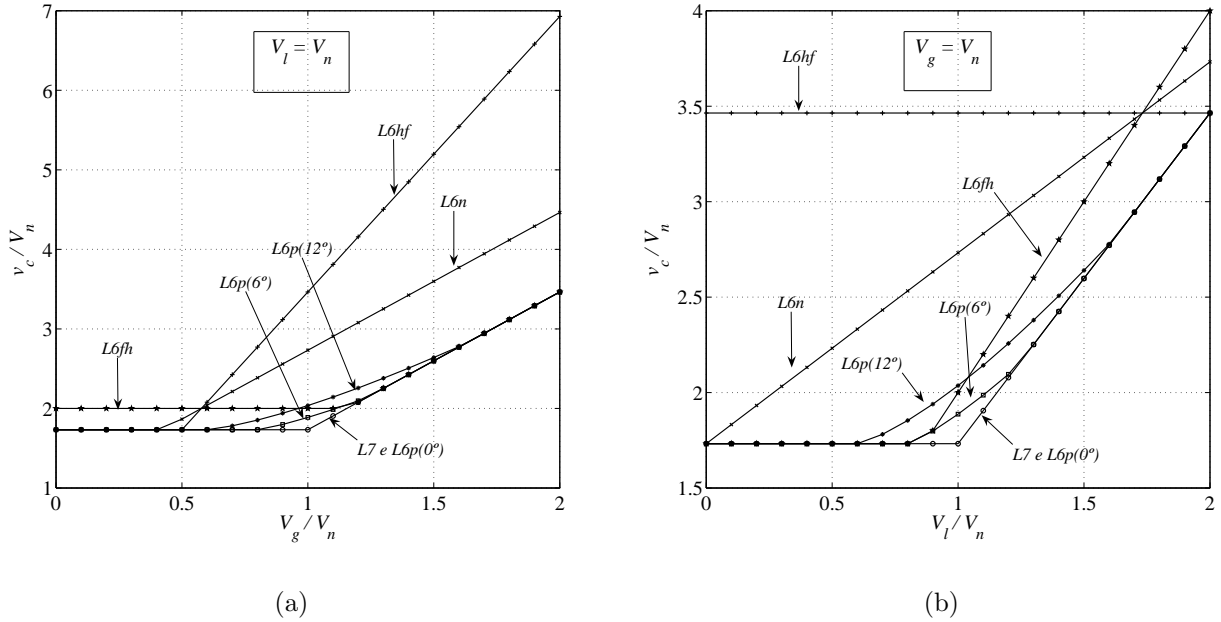 7
6
5
4
3
2
1
0
0.5
1
1.5
2
v_c / V_n
V_g / V_n
V_l = V_n
L6hf
L6n
L6p(12º)
L6p(6º)
L6fh
L7 e L6p(0º)
(a)
4
3.5
3
2.5
2
1.5
0
0.5
1
1.5
2
v_c / V_n
V_l / V_n
V_g = V_n
L6hf
L6fh
L6n
L6p(6º)
L6p(12º)
L7 e L6p(0º)
(b)